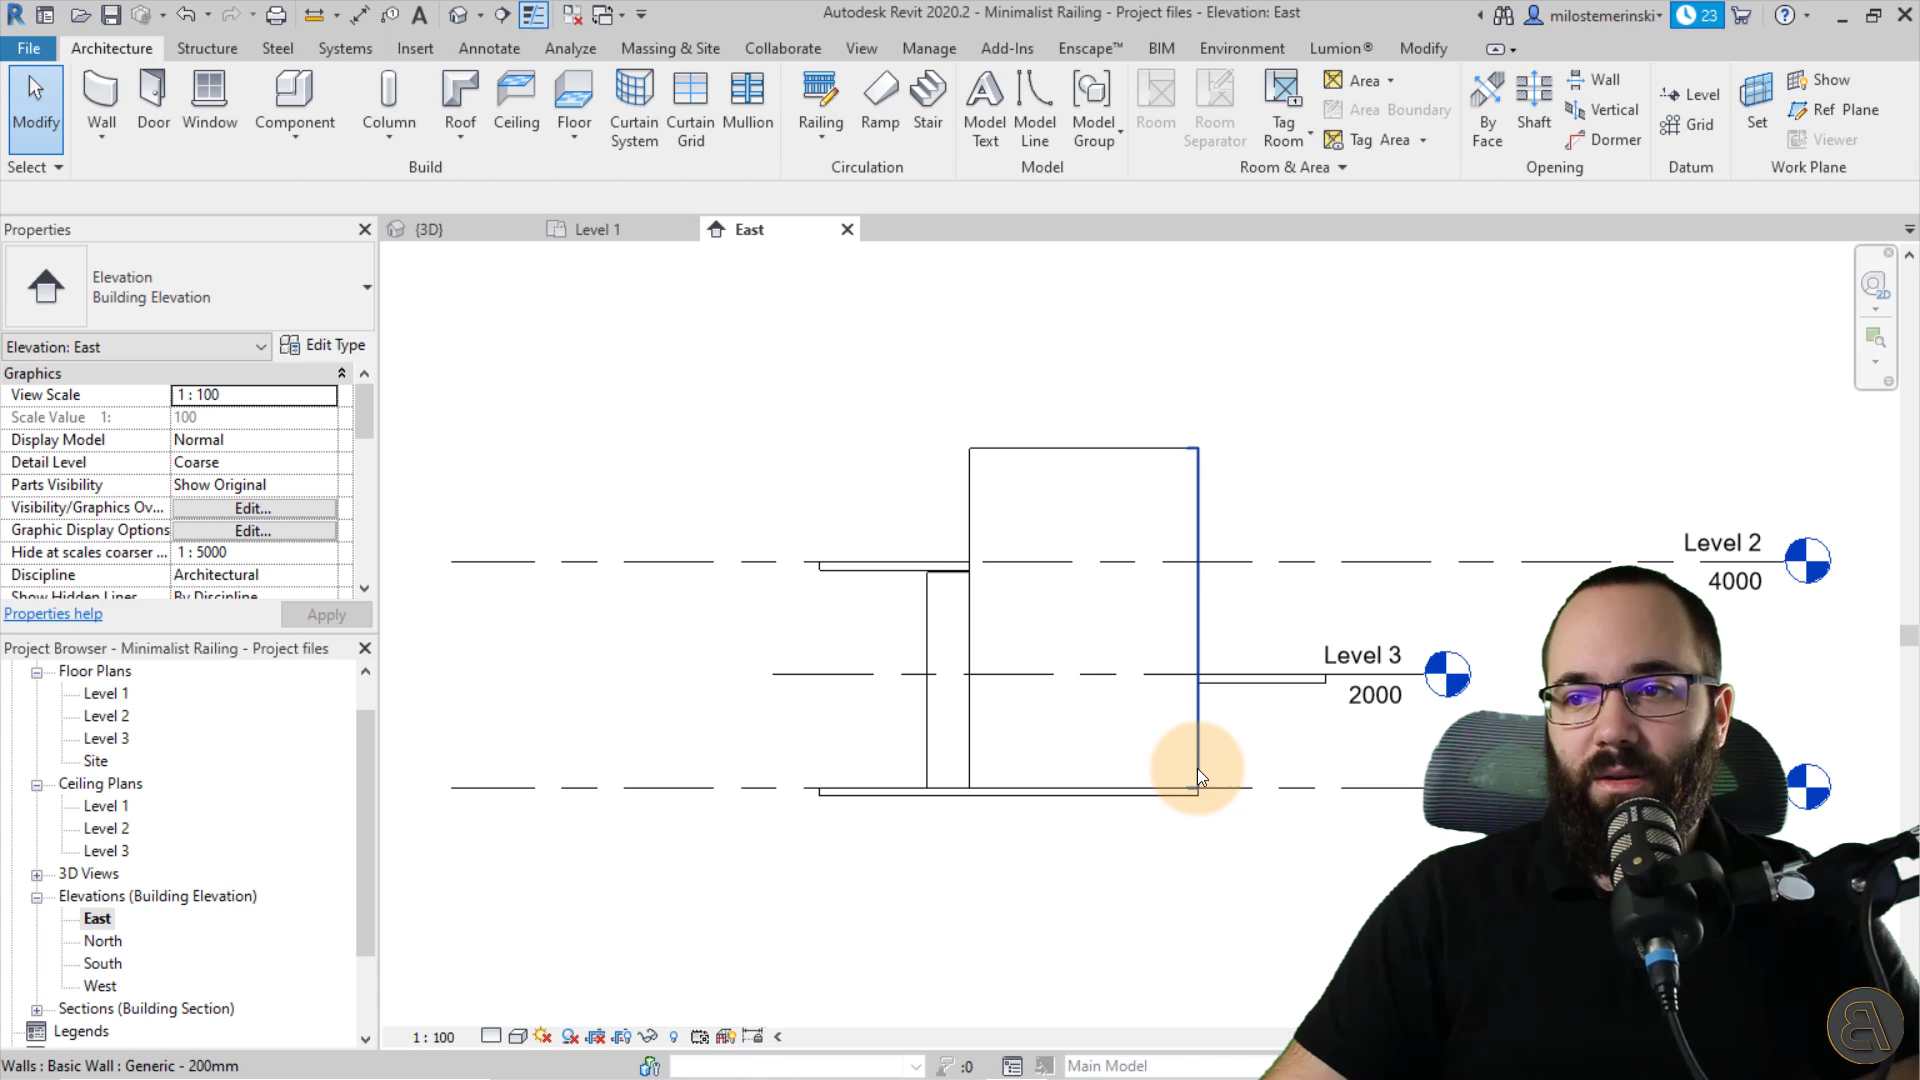 Autodesk Revit 2020.2 - Minimalist Railing - Project files - Elevation: East
milostemerinski
23
File Architecture Structure Steel Systems Insert Annotate Analyze Massing & Site Collaborate View Manage Add-Ins Enscape™ BIM Environment Lumion® Modify
Modify
Wall
Door
Window
Component
Column
Roof
Ceiling
Floor
Curtain System
Curtain Grid
Mullion
Railing
Ramp
Stair
Model Text
Model Line
Model Group
Room
Room Separator
Tag Room
Area
Area Boundary
Tag Area
By Face
Shaft
Wall
Vertical
Dormer
Level
Grid
Set
Show
Ref Plane
Viewer
Select
Build
Circulation
Model
Room & Area
Opening
Datum
Work Plane
Properties
{3D}
Level 1
East
Elevation
Building Elevation
Elevation: East
Edit Type
Graphics
View Scale 1 : 100
Scale Value 1: 100
Display Model Normal
Detail Level Coarse
Parts Visibility Show Original
Visibility/Graphics Ov... Edit...
Graphic Display Options Edit...
Hide at scales coarser ... 1 : 5000
Discipline Architectural
Show Hidden Lines By Discipline
Properties help
Apply
Project Browser - Minimalist Railing - Project files
Floor Plans
Level 1
Level 2
Level 3
Site
Ceiling Plans
Level 1
Level 2
Level 3
3D Views
Elevations (Building Elevation)
East
North
South
West
Sections (Building Section)
Legends
Level 2
4000
Level 3
2000
1 : 100
Walls : Basic Wall : Generic - 200mm
:0
Main Model